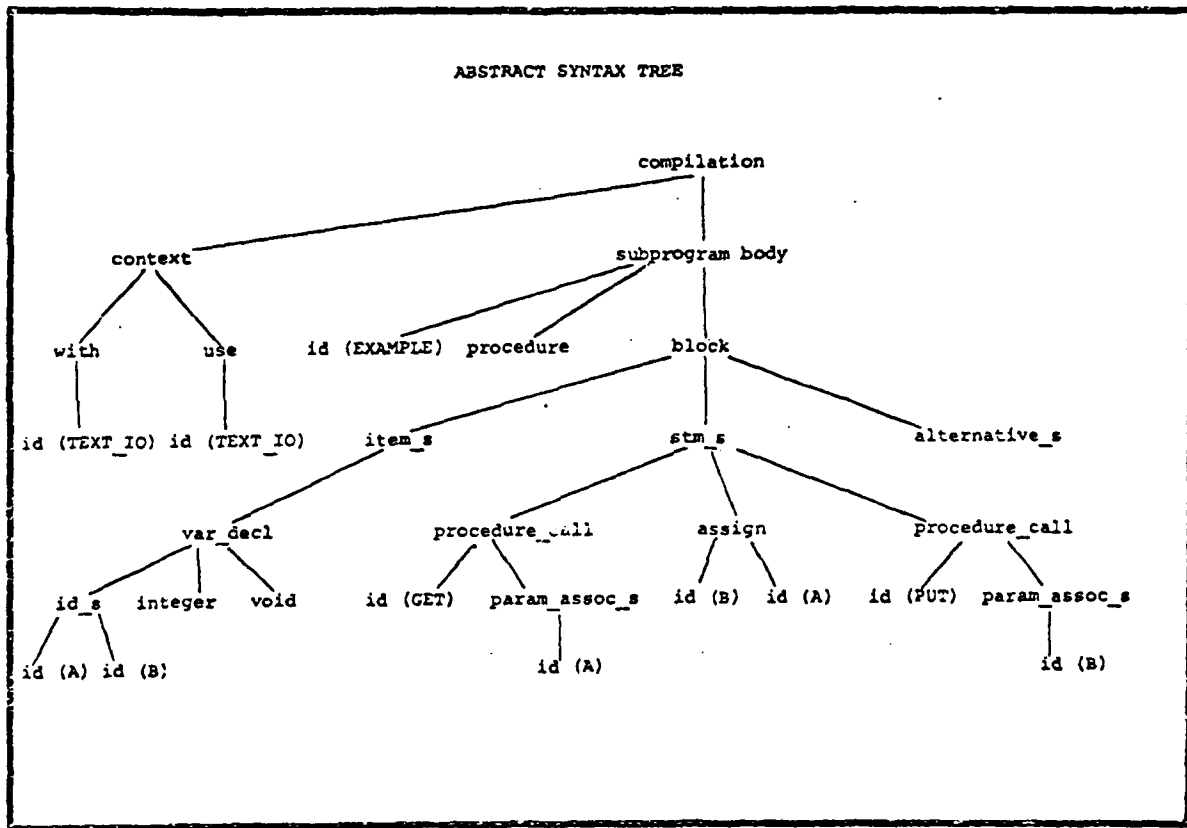 ABSTRACT SYNTAX TREE
compilation
context subprogram body
with use id (EXAMPLE) procedure block
id (TEXT_IO) id (TEXT_IO) item_s stm_s alternative_s
var_decl procedure_call assign procedure_call
id_s integer void id (GET) param_assoc_s id (B) id (A) id (PUT) param_assoc_s
id (A) id (B) id (A) id (B)